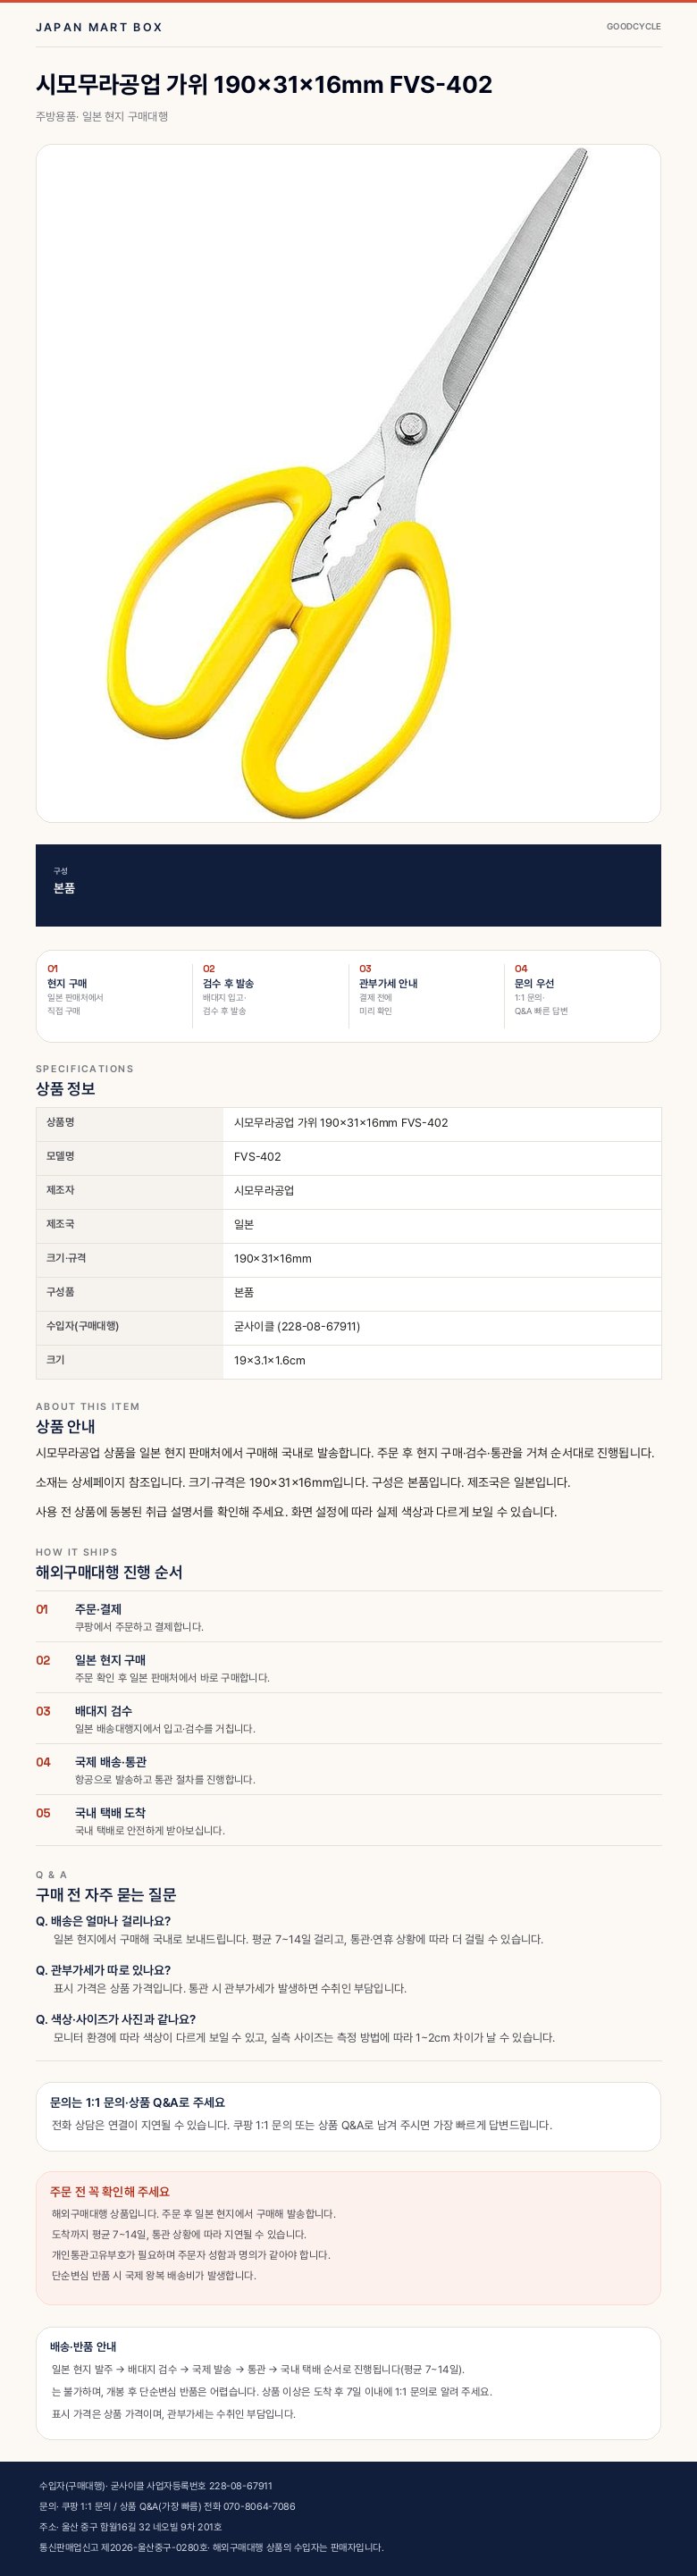 JAPAN MART BOX
GOODCYCLE
시모무라공업 가위 190×31×16mm FVS-402
주방용품· 일본 현지 구매대행
구성
본품
01
현지 구매
일본 판매처에서
직접 구매
02
검수 후 발송
배대지 입고·
검수 후 발송
03
관부가세 안내
결제 전에
미리 확인
04
문의 우선
1:1 문의·
Q&A 빠른 답변
SPECIFICATIONS
상품 정보
상품명 시모무라공업 가위 190×31×16mm FVS-402
모델명 FVS-402
제조자 시모무라공업
제조국 일본
크기·규격 190×31×16mm
구성품 본품
수입자(구매대행) 굳사이클 (228-08-67911)
크기 19×3.1×1.6cm
ABOUT THIS ITEM
상품 안내
시모무라공업 상품을 일본 현지 판매처에서 구매해 국내로 발송합니다. 주문 후 현지 구매·검수·통관을 거쳐 순서대로 진행됩니다.
소재는 상세페이지 참조입니다. 크기·규격은 190×31×16mm입니다. 구성은 본품입니다. 제조국은 일본입니다.
사용 전 상품에 동봉된 취급 설명서를 확인해 주세요. 화면 설정에 따라 실제 색상과 다르게 보일 수 있습니다.
HOW IT SHIPS
해외구매대행 진행 순서
01 주문·결제
쿠팡에서 주문하고 결제합니다.
02 일본 현지 구매
주문 확인 후 일본 판매처에서 바로 구매합니다.
03 배대지 검수
일본 배송대행지에서 입고·검수를 거칩니다.
04 국제 배송·통관
항공으로 발송하고 통관 절차를 진행합니다.
05 국내 택배 도착
국내 택배로 안전하게 받아보십니다.
Q & A
구매 전 자주 묻는 질문
Q. 배송은 얼마나 걸리나요?
일본 현지에서 구매해 국내로 보내드립니다. 평균 7~14일 걸리고, 통관·연휴 상황에 따라 더 걸릴 수 있습니다.
Q. 관부가세가 따로 있나요?
표시 가격은 상품 가격입니다. 통관 시 관부가세가 발생하면 수취인 부담입니다.
Q. 색상·사이즈가 사진과 같나요?
모니터 환경에 따라 색상이 다르게 보일 수 있고, 실측 사이즈는 측정 방법에 따라 1~2cm 차이가 날 수 있습니다.
문의는 1:1 문의·상품 Q&A로 주세요
전화 상담은 연결이 지연될 수 있습니다. 쿠팡 1:1 문의 또는 상품 Q&A로 남겨 주시면 가장 빠르게 답변드립니다.
주문 전 꼭 확인해 주세요
해외구매대행 상품입니다. 주문 후 일본 현지에서 구매해 발송합니다.
도착까지 평균 7~14일, 통관 상황에 따라 지연될 수 있습니다.
개인통관고유부호가 필요하며 주문자 성함과 명의가 같아야 합니다.
단순변심 반품 시 국제 왕복 배송비가 발생합니다.
배송·반품 안내
일본 현지 발주 → 배대지 검수 → 국제 발송 → 통관 → 국내 택배 순서로 진행됩니다(평균 7~14일).
는 불가하며, 개봉 후 단순변심 반품은 어렵습니다. 상품 이상은 도착 후 7일 이내에 1:1 문의로 알려 주세요.
표시 가격은 상품 가격이며, 관부가세는 수취인 부담입니다.
수입자(구매대행)· 굳사이클 사업자등록번호 228-08-67911
문의· 쿠팡 1:1 문의 / 상품 Q&A(가장 빠름) 전화 070-8064-7086
주소· 울산 중구 함월16길 32 네오빌 9차 201호
통신판매업신고 제2026-울산중구-0280호· 해외구매대행 상품의 수입자는 판매자입니다.